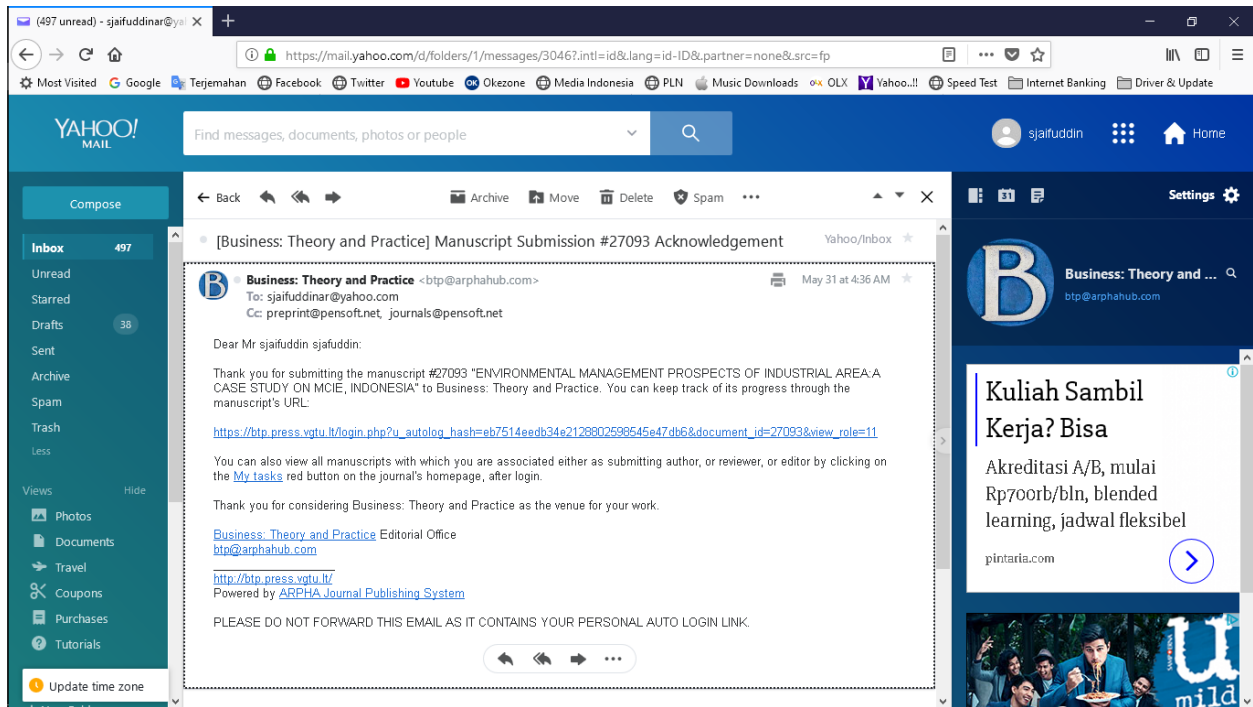 (497 unread) - sjaifuddinar@ya
https://mail.yahoo.com/d/folders/1/messages/3046?.intl=id&.lang=id-ID&.partner=none&.src=fp
Most Visited Google Terjemahan Facebook Twitter Youtube Okezone Media Indonesia PLN Music Downloads OLX Yahoo..!! Speed Test Internet Banking Driver & Update
YAHOO!
MAIL
Find messages, documents, photos or people
sjaifuddin
Home
Compose
Inbox 497
Unread
Starred
Drafts 38
Sent
Archive
Spam
Trash
Less
Views Hide
Photos
Documents
Travel
Coupons
Purchases
Tutorials
Update time zone
Back Archive Move Delete Spam
[Business: Theory and Practice] Manuscript Submission #27093 Acknowledgement Yahoo/Inbox
B
Business: Theory and Practice <btp@arphahub.com> May 31 at 4:36 AM
To: sjaifuddinar@yahoo.com
Cc: preprint@pensoft.net, journals@pensoft.net
Dear Mr sjaifuddin sjafuddin:
Thank you for submitting the manuscript #27093 "ENVIRONMENTAL MANAGEMENT PROSPECTS OF INDUSTRIAL AREA:A
CASE STUDY ON MCIE, INDONESIA" to Business: Theory and Practice. You can keep track of its progress through the
manuscript's URL:
https://btp.press.vgtu.lt/login.php?u_autolog_hash=eb7514eedb34e2128802598545e47db6&document_id=27093&view_role=11
You can also view all manuscripts with which you are associated either as submitting author, or reviewer, or editor by clicking on
the My tasks red button on the journal's homepage, after login.
Thank you for considering Business: Theory and Practice as the venue for your work.
Business: Theory and Practice Editorial Office
btp@arphahub.com
http://btp.press.vgtu.lt/
Powered by ARPHA Journal Publishing System
PLEASE DO NOT FORWARD THIS EMAIL AS IT CONTAINS YOUR PERSONAL AUTO LOGIN LINK.
31
Settings
B
Business: Theory and ...
btp@arphahub.com
Kuliah Sambil
Kerja? Bisa
Akreditasi A/B, mulai
Rp700rb/bln, blended
learning, jadwal fleksibel
pintaria.com
U
mild